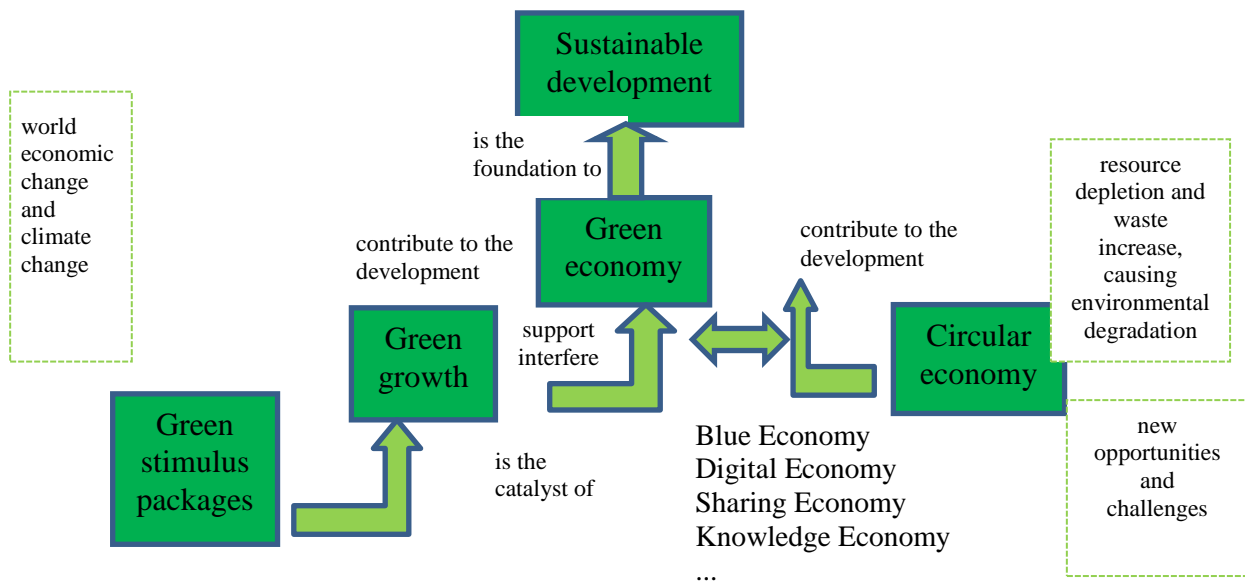 Sustainable
development
world
economic
change
and
climate
change
is the
foundation to
resource
depletion and
waste
increase,
causing
environmental
degradation
Green
economy
contribute to the
development
contribute to the
development
Green
growth
support
interfere
Circular
economy
Green
stimulus
packages
is the
catalyst of
Blue Economy
Digital Economy
Sharing Economy
Knowledge Economy
...
new
opportunities
and
challenges